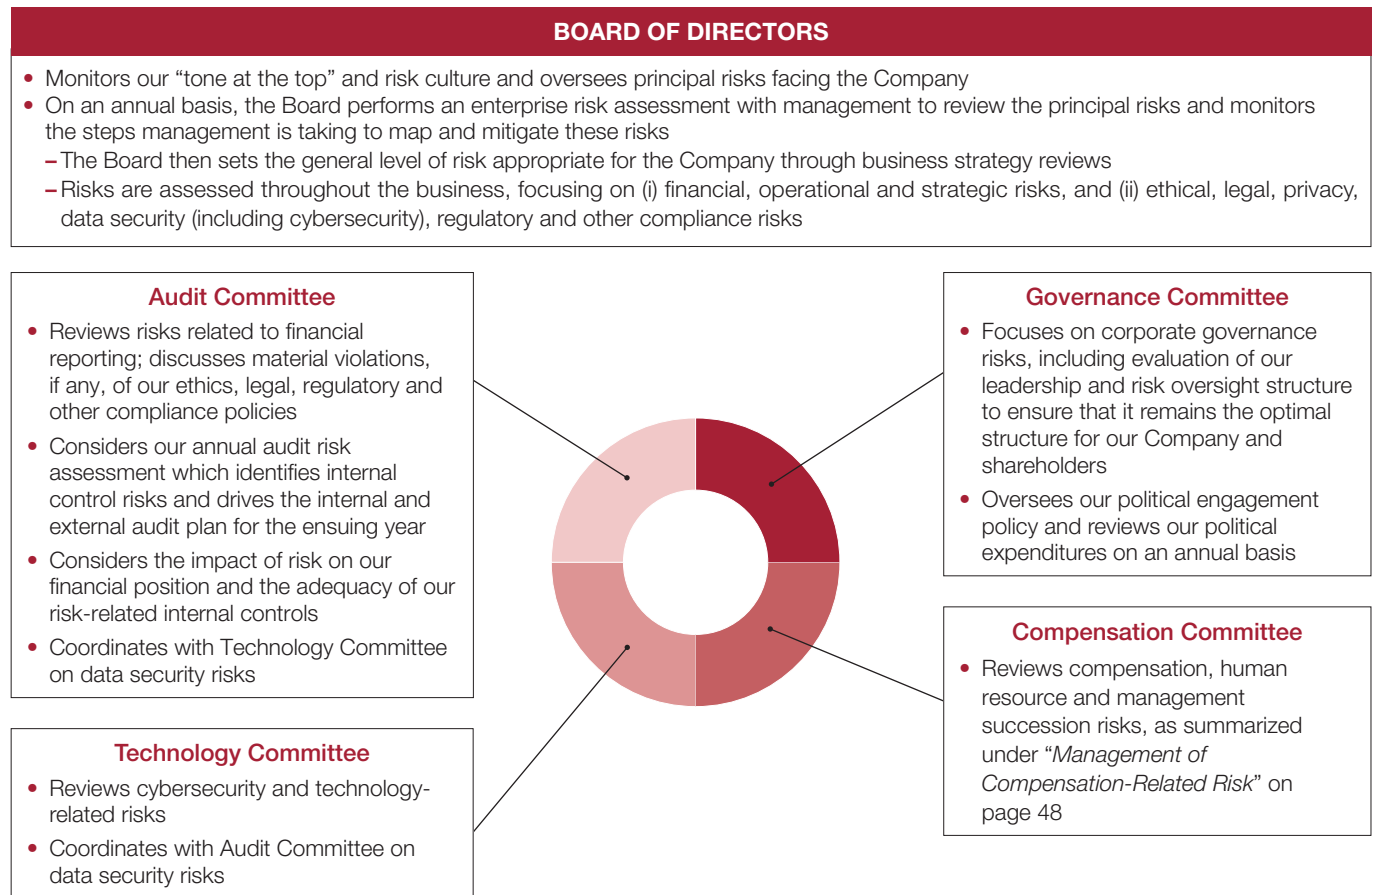 BOARD OF DIRECTORS
• Monitors our “tone at the top” and risk culture and oversees principal risks facing the Company
• On an annual basis, the Board performs an enterprise risk assessment with management to review the principal risks and monitors
the steps management is taking to map and mitigate these risks
– The Board then sets the general level of risk appropriate for the Company through business strategy reviews
– Risks are assessed throughout the business, focusing on (i) financial, operational and strategic risks, and (ii) ethical, legal, privacy,
data security (including cybersecurity), regulatory and other compliance risks
Audit Committee
• Reviews risks related to financial
reporting; discusses material violations,
if any, of our ethics, legal, regulatory and
other compliance policies
• Considers our annual audit risk
assessment which identifies internal
control risks and drives the internal and
external audit plan for the ensuing year
• Considers the impact of risk on our
financial position and the adequacy of our
risk-related internal controls
• Coordinates with Technology Committee
on data security risks
Technology Committee
• Reviews cybersecurity and technology-
related risks
• Coordinates with Audit Committee on
data security risks
Governance Committee
• Focuses on corporate governance
risks, including evaluation of our
leadership and risk oversight structure
to ensure that it remains the optimal
structure for our Company and
shareholders
• Oversees our political engagement
policy and reviews our political
expenditures on an annual basis
Compensation Committee
• Reviews compensation, human
resource and management
succession risks, as summarized
under “Management of
Compensation-Related Risk” on
page 48